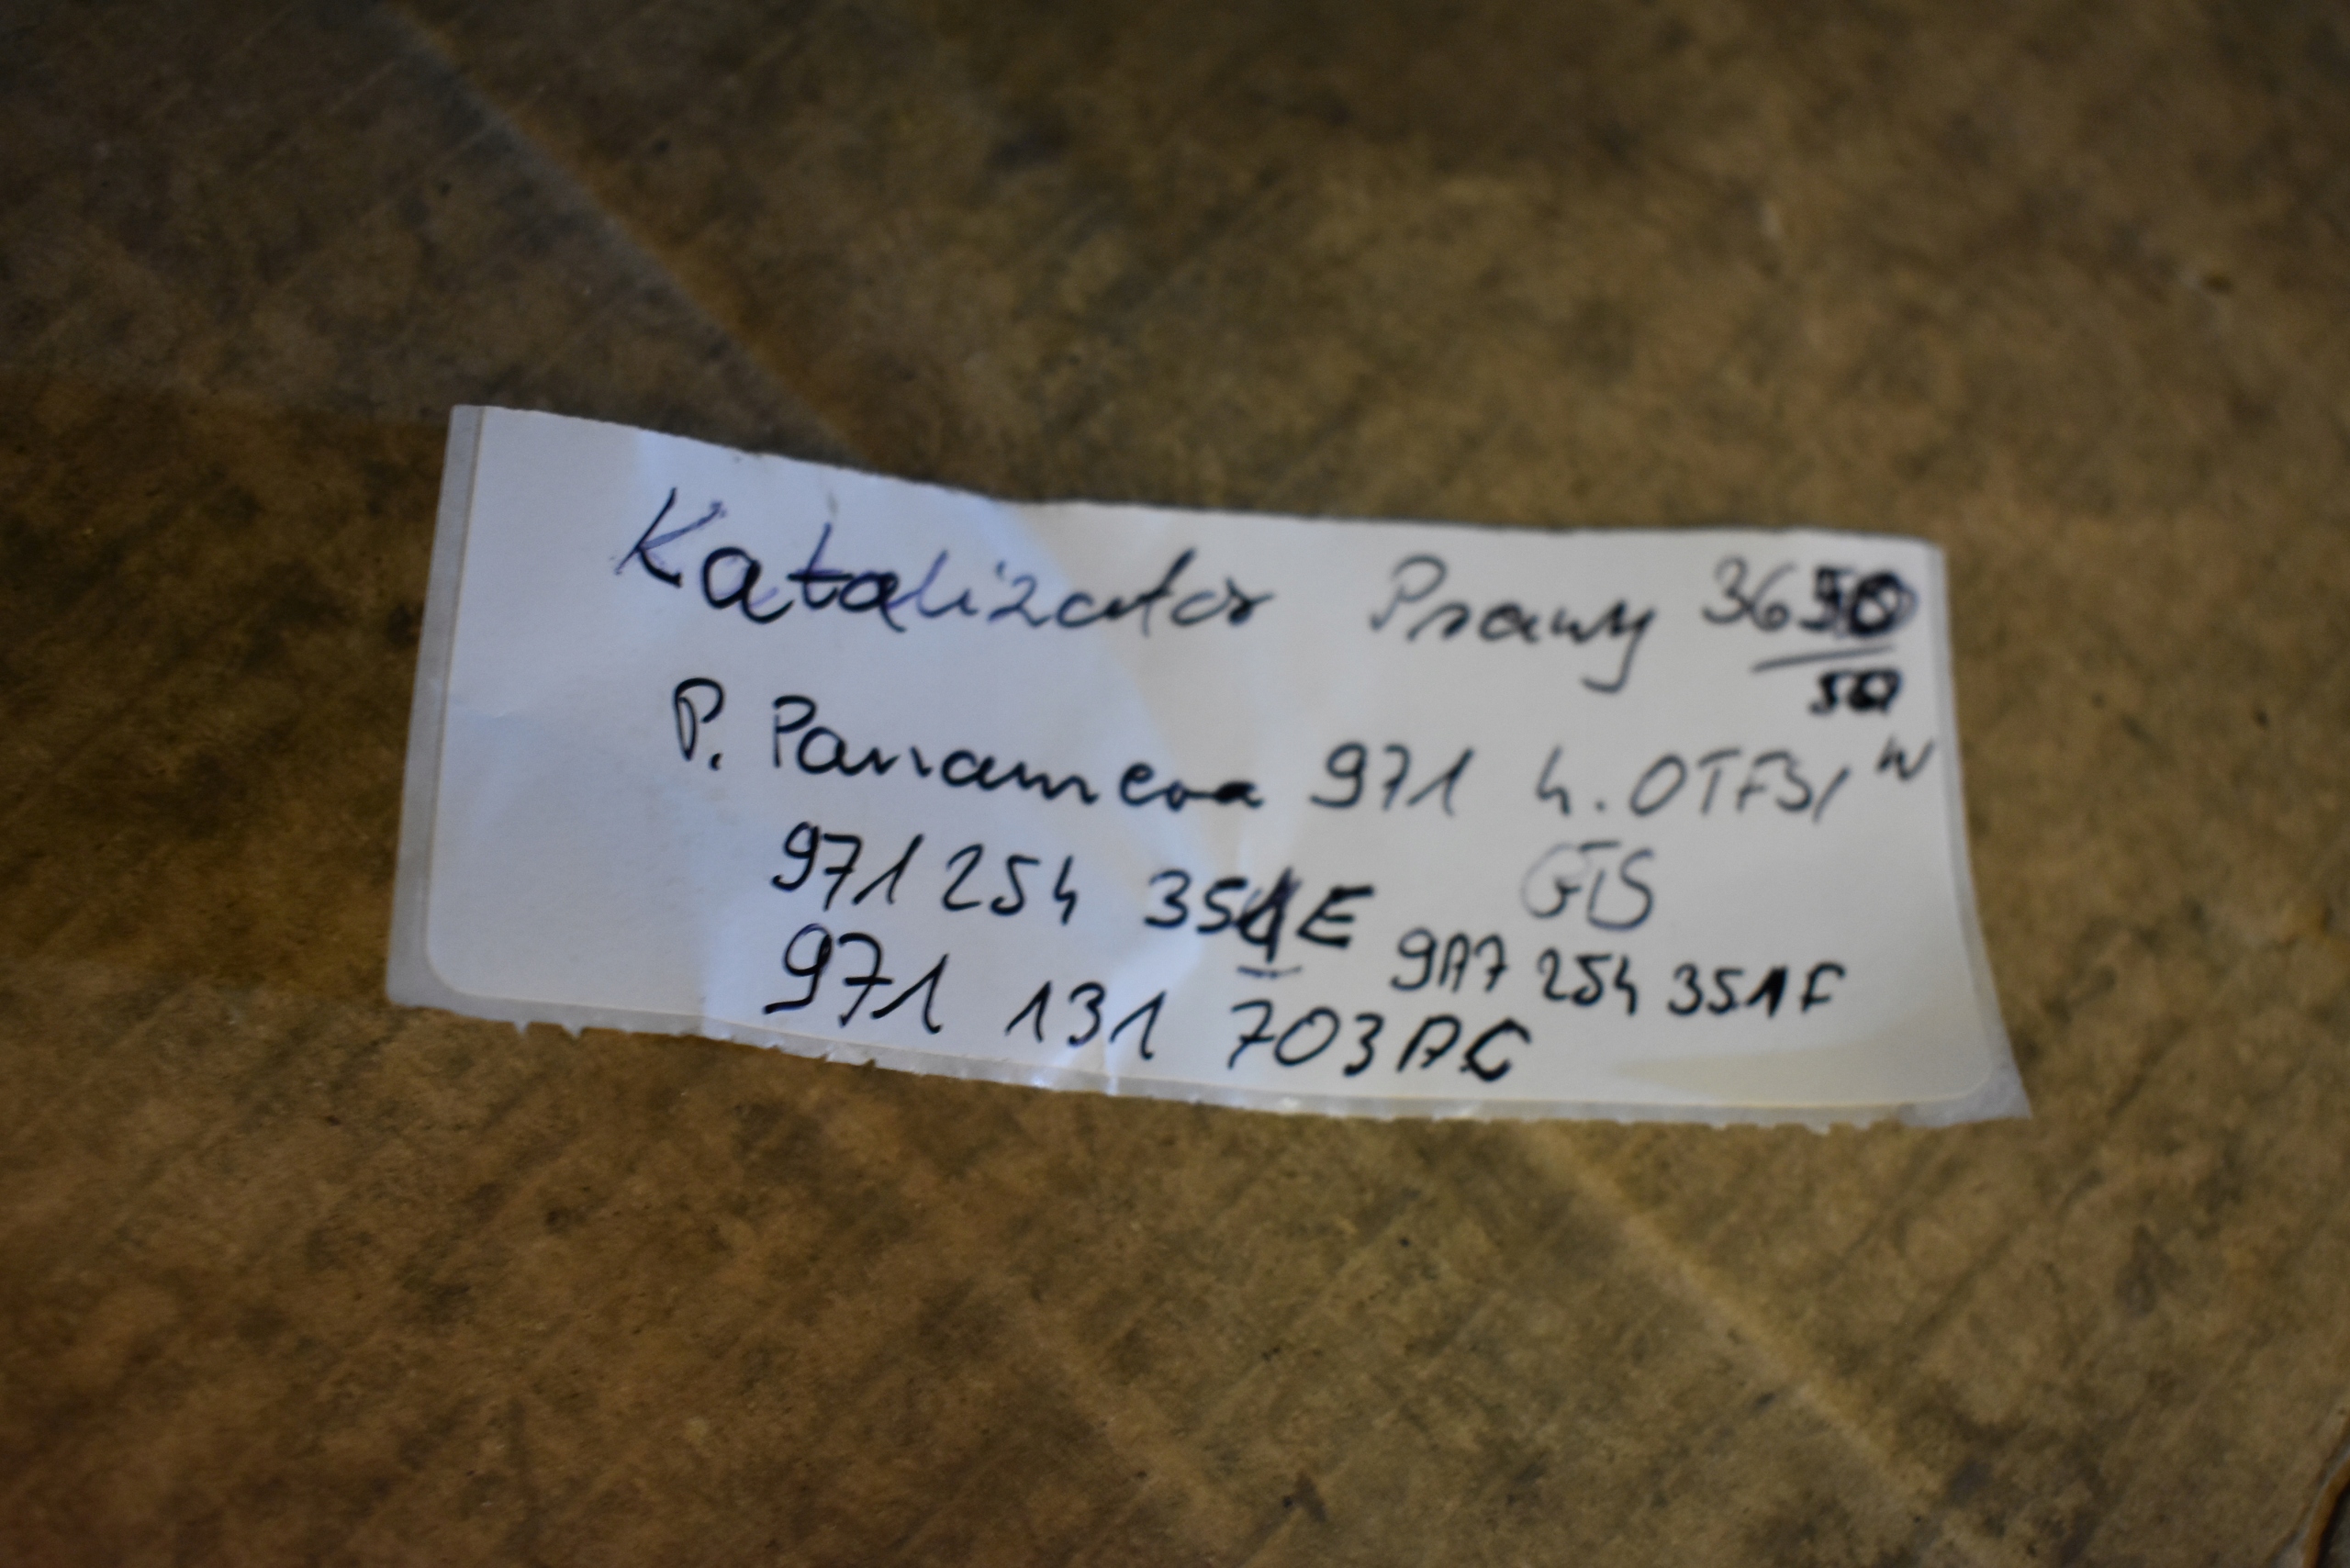 Katalizator Prawy 3650
50
P. Panamera 971 4.0TFSI N
971 254 351E GTS
9A7 254 351F
971 131 703AC